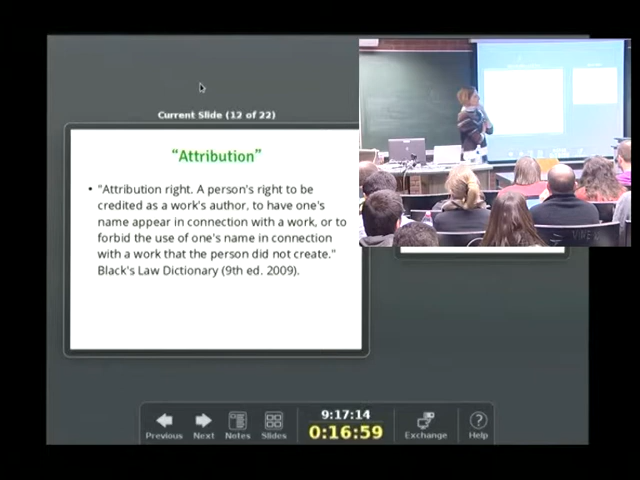 Current Slide (12 of 22)
“Attribution”
• "Attribution right. A person's right to be
credited as a work's author, to have one's
name appear in connection with a work, or to
forbid the use of one's name in connection
with a work that the person did not create."
Black's Law Dictionary (9th ed. 2009).
9:17:14
0:16:59
Previous
Next
Notes
Slides
Exchange
Help